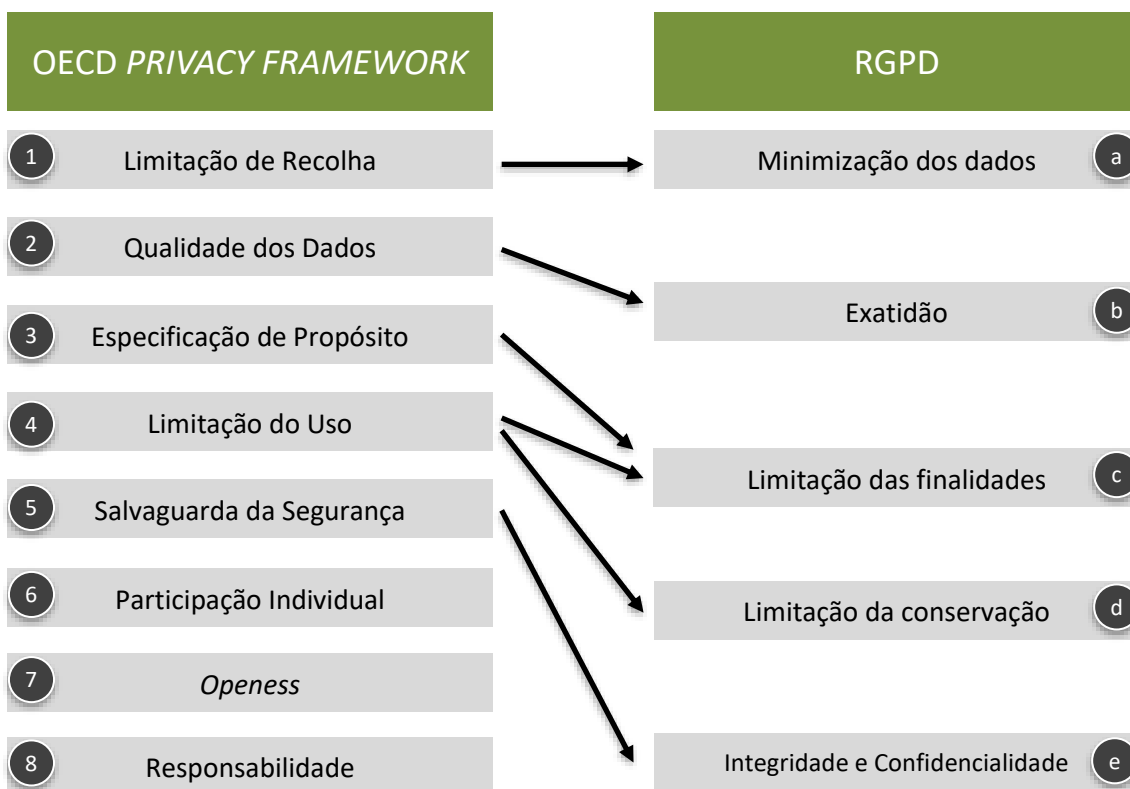 OECD PRIVACY FRAMEWORK
RGPD
1 Limitação de Recolha
Minimização dos dados a
2 Qualidade dos Dados
Exatidão b
3 Especificação de Propósito
4 Limitação do Uso
Limitação das finalidades c
5 Salvaguarda da Segurança
6 Participação Individual
Limitação da conservação d
7 Openess
8 Responsabilidade
Integridade e Confidencialidade e